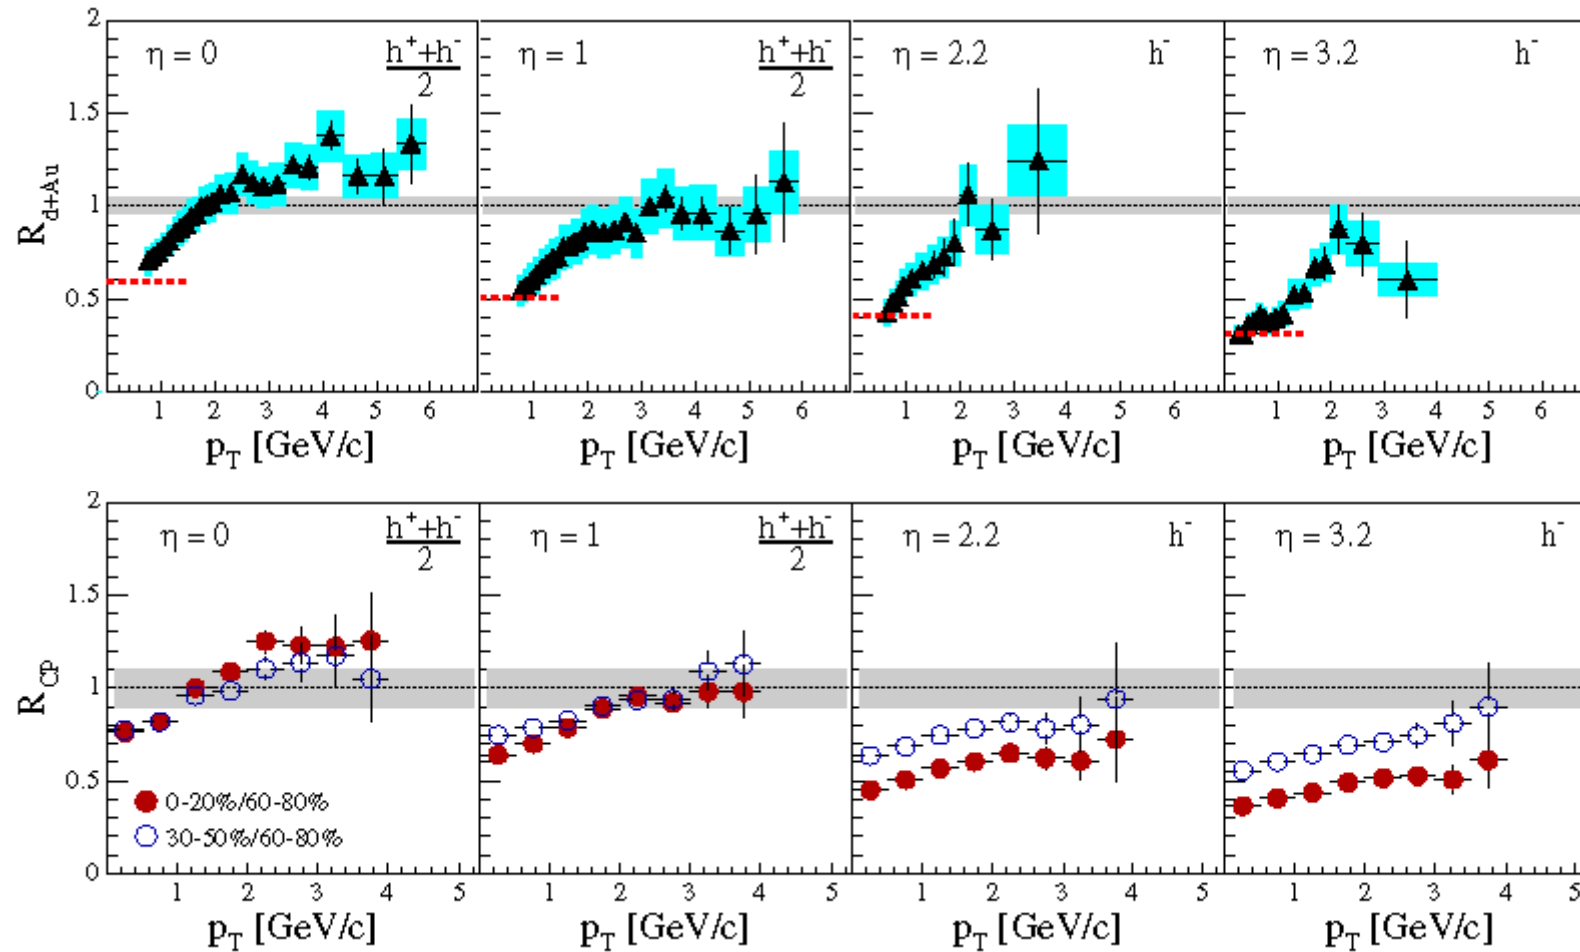 2
1.5
1
0.5
0
R_{d+Au}
η = 0
h⁺+h⁻
2
η = 1
h⁺+h⁻
2
η = 2.2
h⁻
η = 3.2
h⁻
1 2 3 4 5 6
1 2 3 4 5 6
1 2 3 4 5 6
1 2 3 4 5 6
p_T [GeV/c]
p_T [GeV/c]
p_T [GeV/c]
p_T [GeV/c]
2
1.5
1
0.5
0
R_{CP}
η = 0
h⁺+h⁻
2
η = 1
h⁺+h⁻
2
η = 2.2
h⁻
η = 3.2
h⁻
0-20%/60-80%
30-50%/60-80%
1 2 3 4 5
1 2 3 4 5
1 2 3 4 5
1 2 3 4 5
p_T [GeV/c]
p_T [GeV/c]
p_T [GeV/c]
p_T [GeV/c]